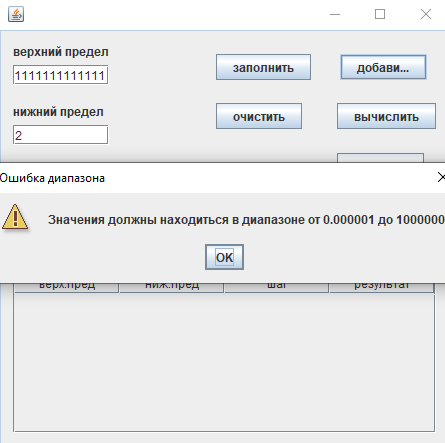 верхний предел
1111111111111
заполнить
добави...
нижний предел
2
очистить
вычислить
Ошибка диапазона
Значения должны находиться в диапазоне от 0.000001 до 1000000
OK
верх.пред ниж.пред шаг результат